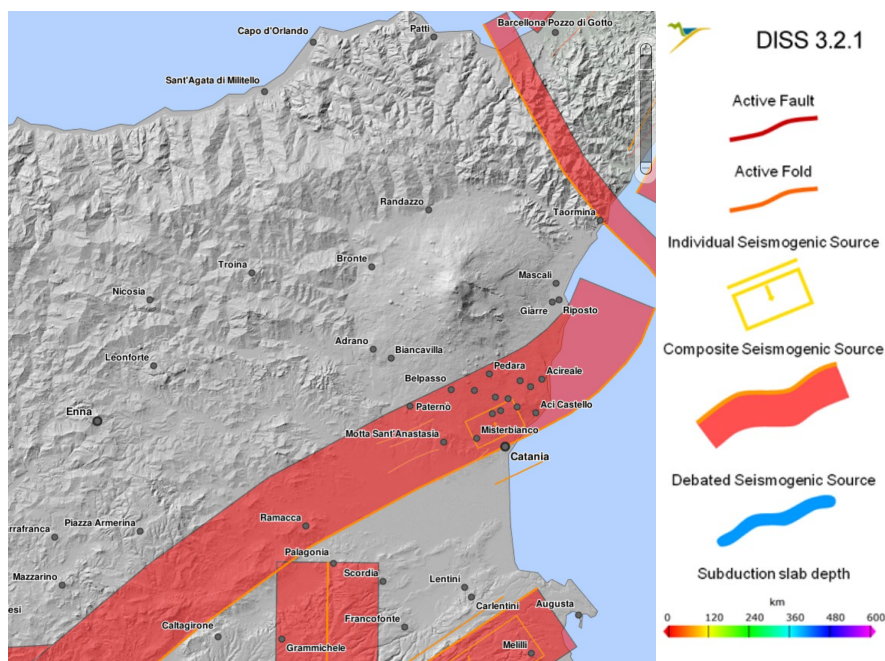 Barcellona Pozzo di Gotto
Capo d'Orlando
Patti
Sant'Agata di Militello
Randazzo
Taormina
Troina
Bronte
Mascali
Nicosia
Giarre
Riposto
Adrano
Biancavilla
Leonforte
Pedara
Belpasso
Acireale
Enna
Paternò
Aci Castello
Motta Sant'Anastasia
Misterbianco
Catania
Ramacca
rrafranca
Piazza Armerina
Palagonia
Mazzarino
Scordia
Lentini
Carlentini
Augusta
esi
Caltagirone
Francofonte
Grammichele
Melilli
DISS 3.2.1
Active Fault
Active Fold
Individual Seismogenic Source
Composite Seismogenic Source
Debated Seismogenic Source
Subduction slab depth
km
0 120 240 360 480 600